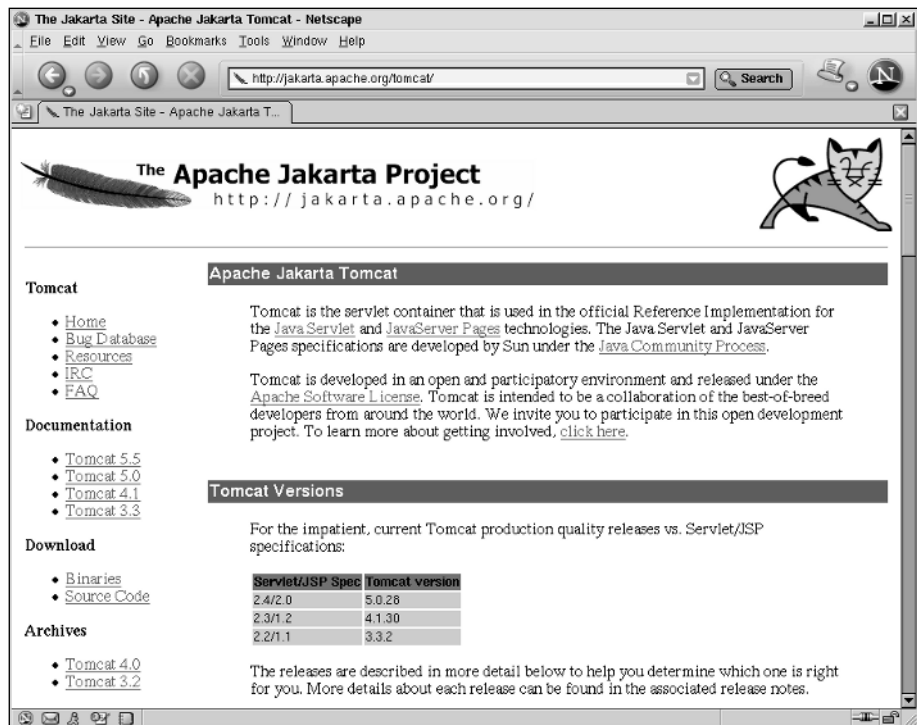 The Jakarta Site - Apache Jakarta Tomcat - Netscape
File Edit View Go Bookmarks Tools Window Help
http://jakarta.apache.org/tomcat/
Search
N
The Jakarta Site - Apache Jakarta T...
The Apache Jakarta Project
http://jakarta.apache.org/
Tomcat
Home
Bug Database
Resources
IRC
FAQ
Documentation
Tomcat 5.5
Tomcat 5.0
Tomcat 4.1
Tomcat 3.3
Download
Binaries
Source Code
Archives
Tomcat 4.0
Tomcat 3.2
Apache Jakarta Tomcat
Tomcat is the servlet container that is used in the official Reference Implementation for
the Java Servlet and JavaServer Pages technologies. The Java Servlet and JavaServer
Pages specifications are developed by Sun under the Java Community Process.
Tomcat is developed in an open and participatory environment and released under the
Apache Software License. Tomcat is intended to be a collaboration of the best-of-breed
developers from around the world. We invite you to participate in this open development
project. To learn more about getting involved, click here.
Tomcat Versions
For the impatient, current Tomcat production quality releases vs. Servlet/JSP
specifications:
Servlet/JSP Spec Tomcat version
2.4/2.0 5.0.28
2.3/1.2 4.1.30
2.2/1.1 3.3.2
The releases are described in more detail below to help you determine which one is right
for you. More details about each release can be found in the associated release notes.